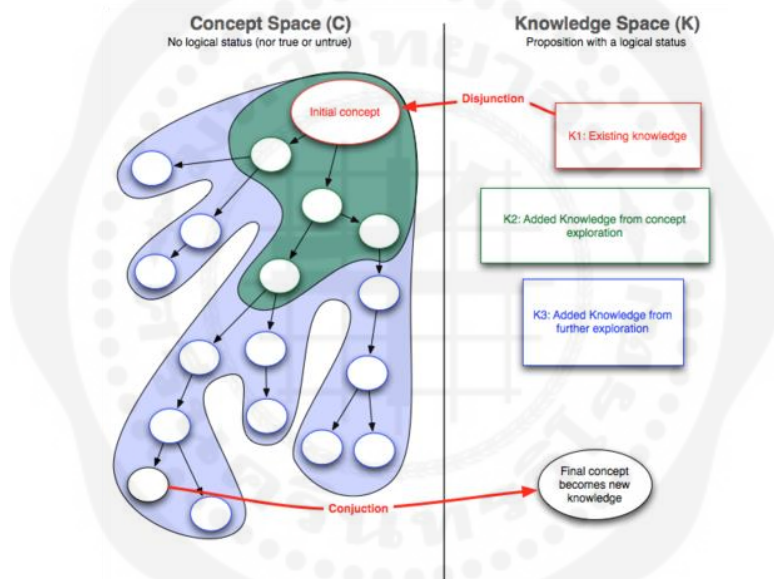 Concept Space (C)
No logical status (nor true or untrue)
Knowledge Space (K)
Proposition with a logical status
Initial concept
Disjunction
K1: Existing knowledge
K2: Added Knowledge from concept
exploration
K3: Added Knowledge from
further exploration
Final concept
becomes new
knowledge
Conjuction